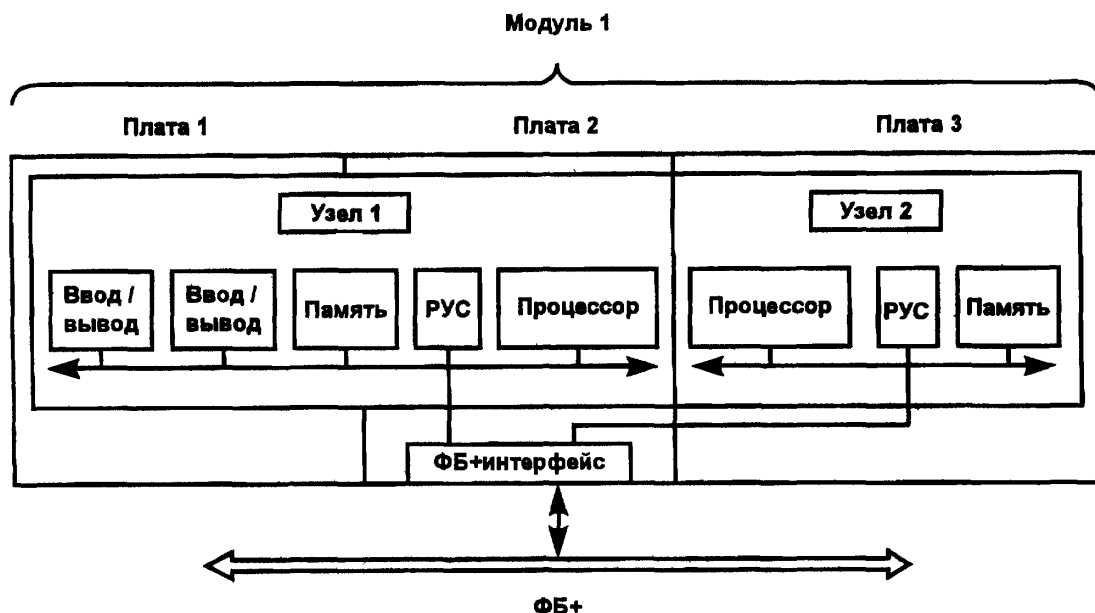 Модуль 1
Плата 1
Плата 2
Плата 3
Узел 1
Узел 2
Ввод /
вывод
Ввод /
вывод
Память
РУС
Процессор
Процессор
РУС
Память
ФБ+интерфейс
ФБ+